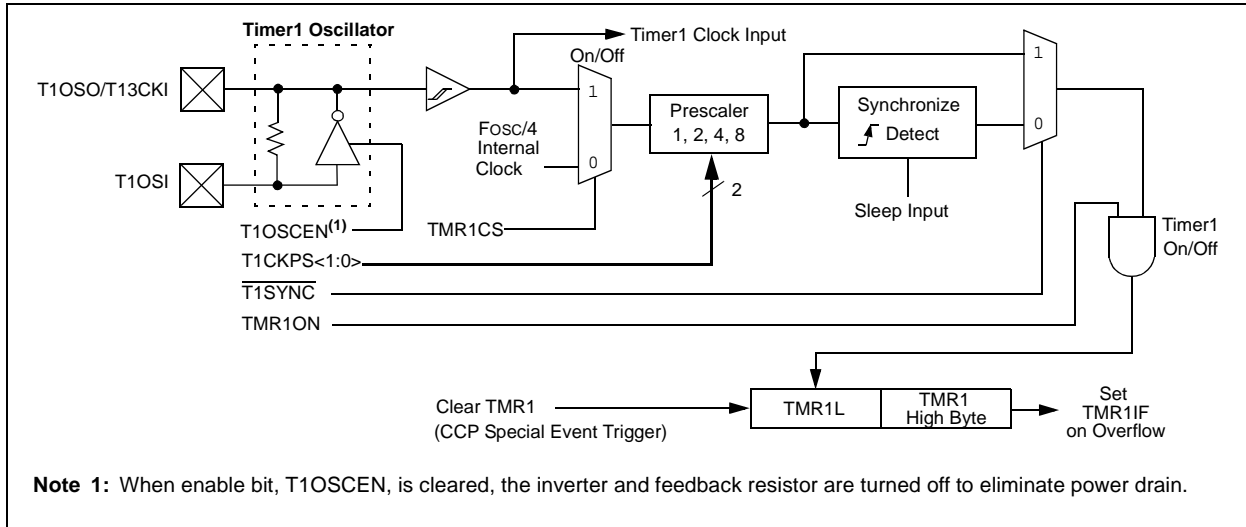 Timer1 Oscillator
Timer1 Clock Input
On/Off
T1OSO/T13CKI
1
1
Prescaler
1, 2, 4, 8
Synchronize
Detect
FOSC/4
Internal
Clock
0
0
T1OSI
2
Sleep Input
T1OSCEN(1)
TMR1CS
Timer1
On/Off
T1CKPS<1:0>
T1SYNC
TMR1ON
Clear TMR1
(CCP Special Event Trigger)
TMR1L
TMR1
High Byte
Set
TMR1IF
on Overflow
Note 1: When enable bit, T1OSCEN, is cleared, the inverter and feedback resistor are turned off to eliminate power drain.